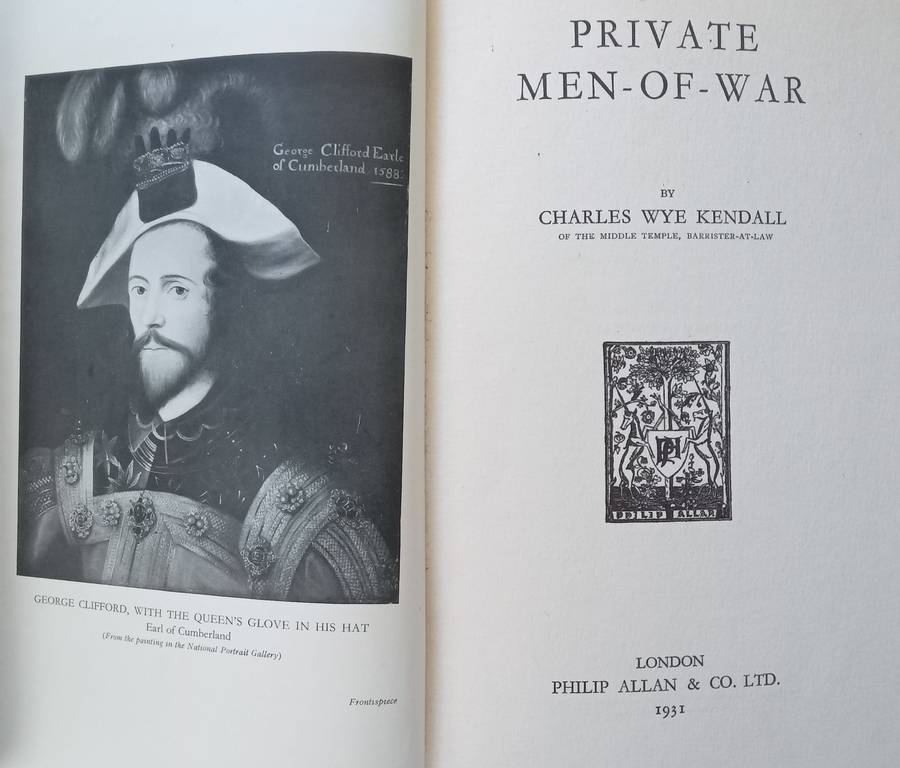 George Clifford Earle
of Cumberland 1588
GEORGE CLIFFORD, WITH THE QUEEN'S GLOVE IN HIS HAT
Earl of Cumberland
(From the painting in the National Portrait Gallery)
Frontispiece
PRIVATE
MEN-OF-WAR
BY
CHARLES WYE KENDALL
OF THE MIDDLE TEMPLE, BARRISTER-AT-LAW
PHILIP ALLAN
LONDON
PHILIP ALLAN & CO. LTD.
1931